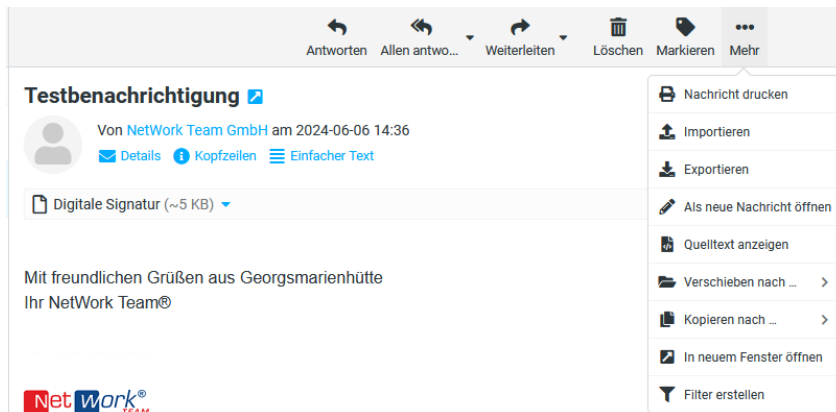 Antworten Allen antwo... Weiterleiten Löschen Markieren Mehr
Testbenachrichtigung
Von NetWork Team GmbH am 2024-06-06 14:36
Details Kopfzeilen Einfacher Text
Digitale Signatur (~5 KB)
Mit freundlichen Grüßen aus Georgsmarienhütte
Ihr NetWork Team®
Net Work®
TEAM
Nachricht drucken
Importieren
Exportieren
Als neue Nachricht öffnen
Quelltext anzeigen
Verschieben nach ...
Kopieren nach ...
In neuem Fenster öffnen
Filter erstellen